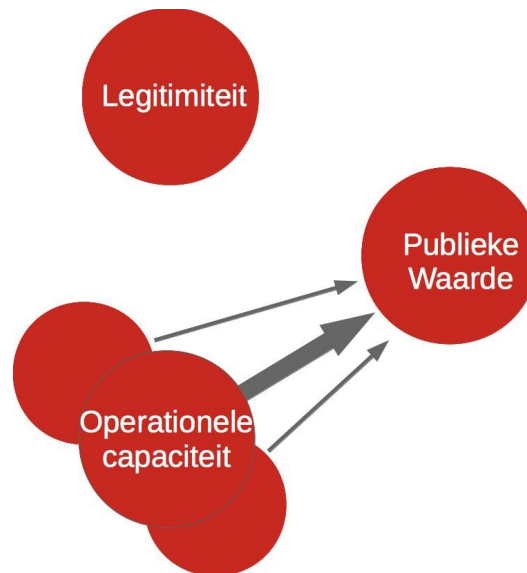 Legitimiteit
Publieke
Waarde
Operationele
capaciteit